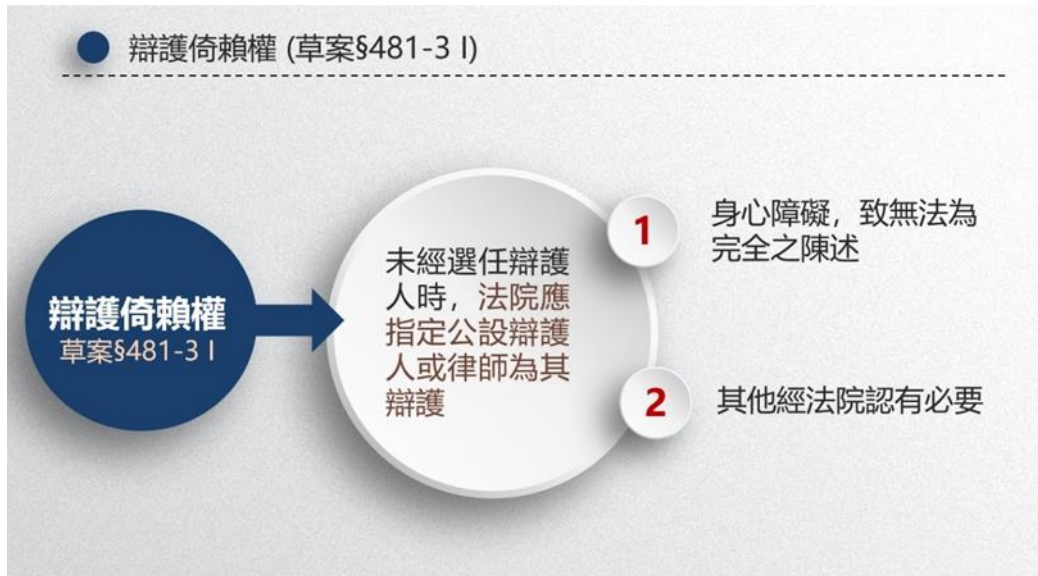 辯護倚賴權 (草案§481-3 I)
辯護倚賴權
草案§481-3 I
未經選任辯護
人時，法院應
指定公設辯護
人或律師為其
辯護
1
身心障礙，致無法為
完全之陳述
2
其他經法院認有必要